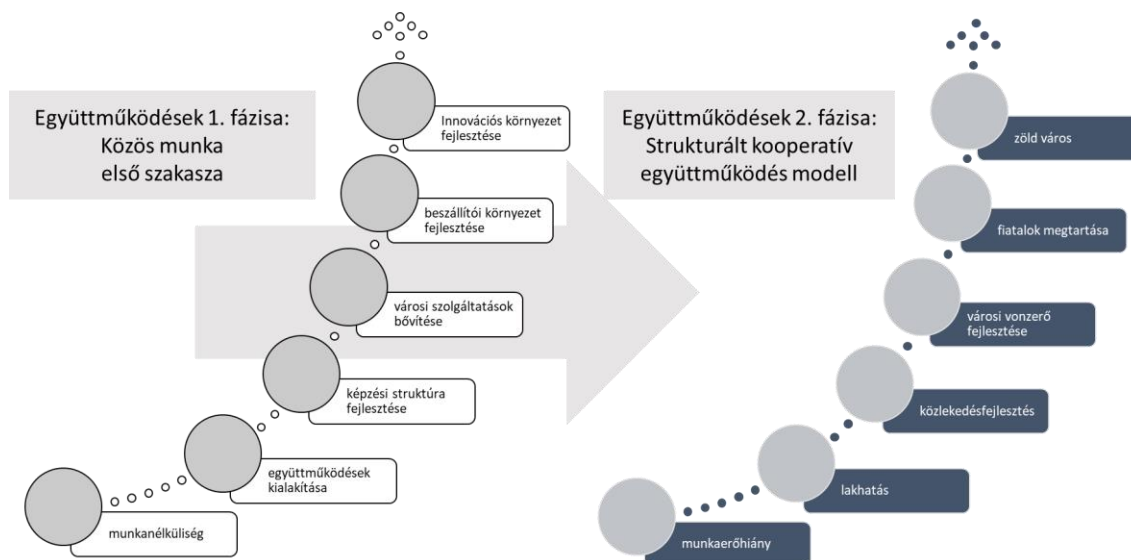 Együttműködések 1. fázisa:
Közös munka
első szakasza
Innovációs környezet
fejlesztése
beszállítói környezet
fejlesztése
városi szolgáltatások
bővítése
képzési struktúra
fejlesztése
együttműködések
kialakítása
munkanélküliség
Együttműködések 2. fázisa:
Strukturált kooperatív
együttműködés modell
zöld város
fiatalok megtartása
városi vonzerő
fejlesztése
közlekedésfejlesztés
lakhatás
munkaerőhiány